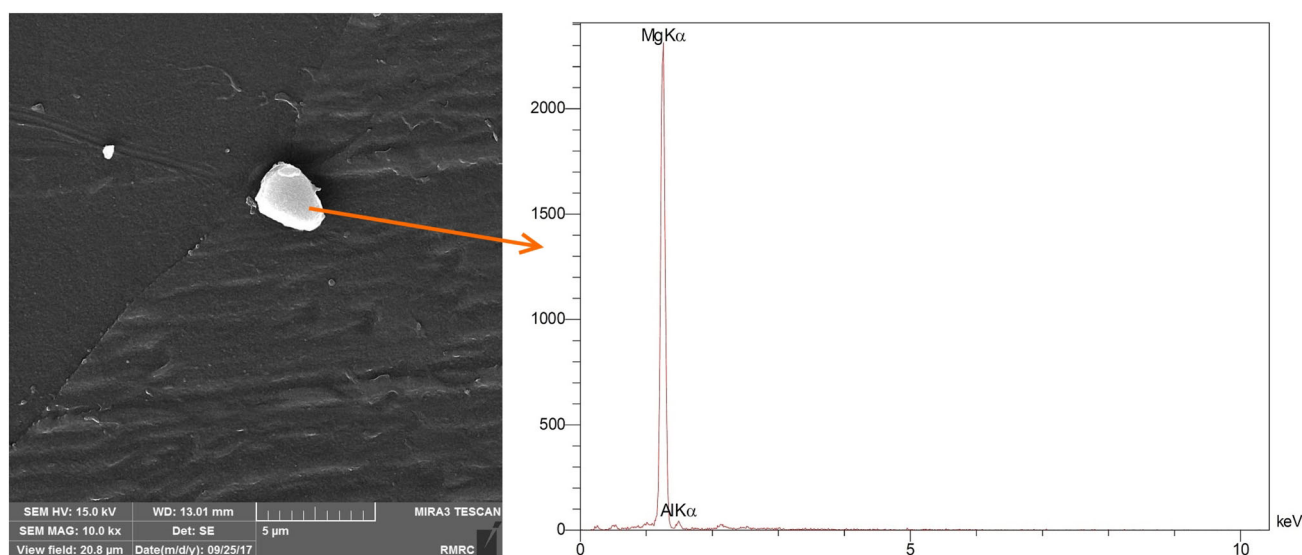 SEM HV: 15.0 kV WD: 13.01 mm MIRA3 TESCAN
SEM MAG: 10.0 kx Det: SE 5 µm
View field: 20.8 µm Date(m/d/y): 09/25/17 RMRC
MgKα
2000
1500
1000
500
AlKα
0
keV
0 5 10